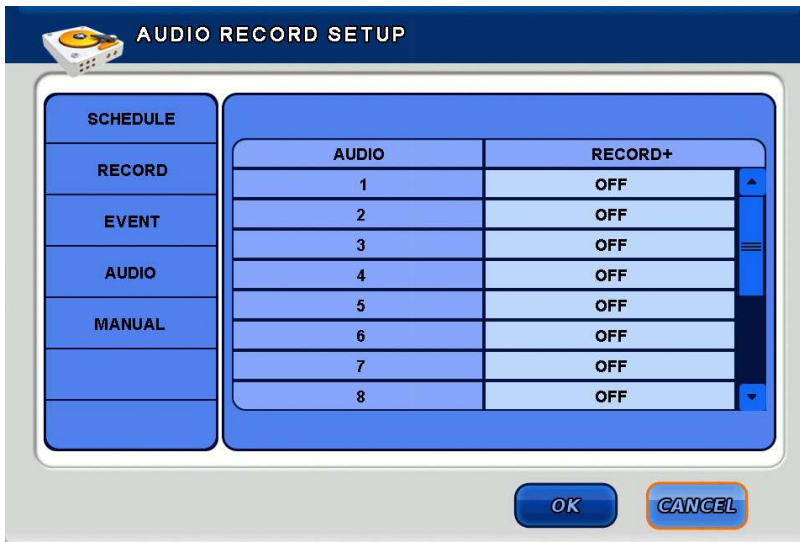 AUDIO RECORD SETUP
SCHEDULE
RECORD
EVENT
AUDIO
MANUAL
AUDIO RECORD+
1 OFF
2 OFF
3 OFF
4 OFF
5 OFF
6 OFF
7 OFF
8 OFF
OK CANCEL